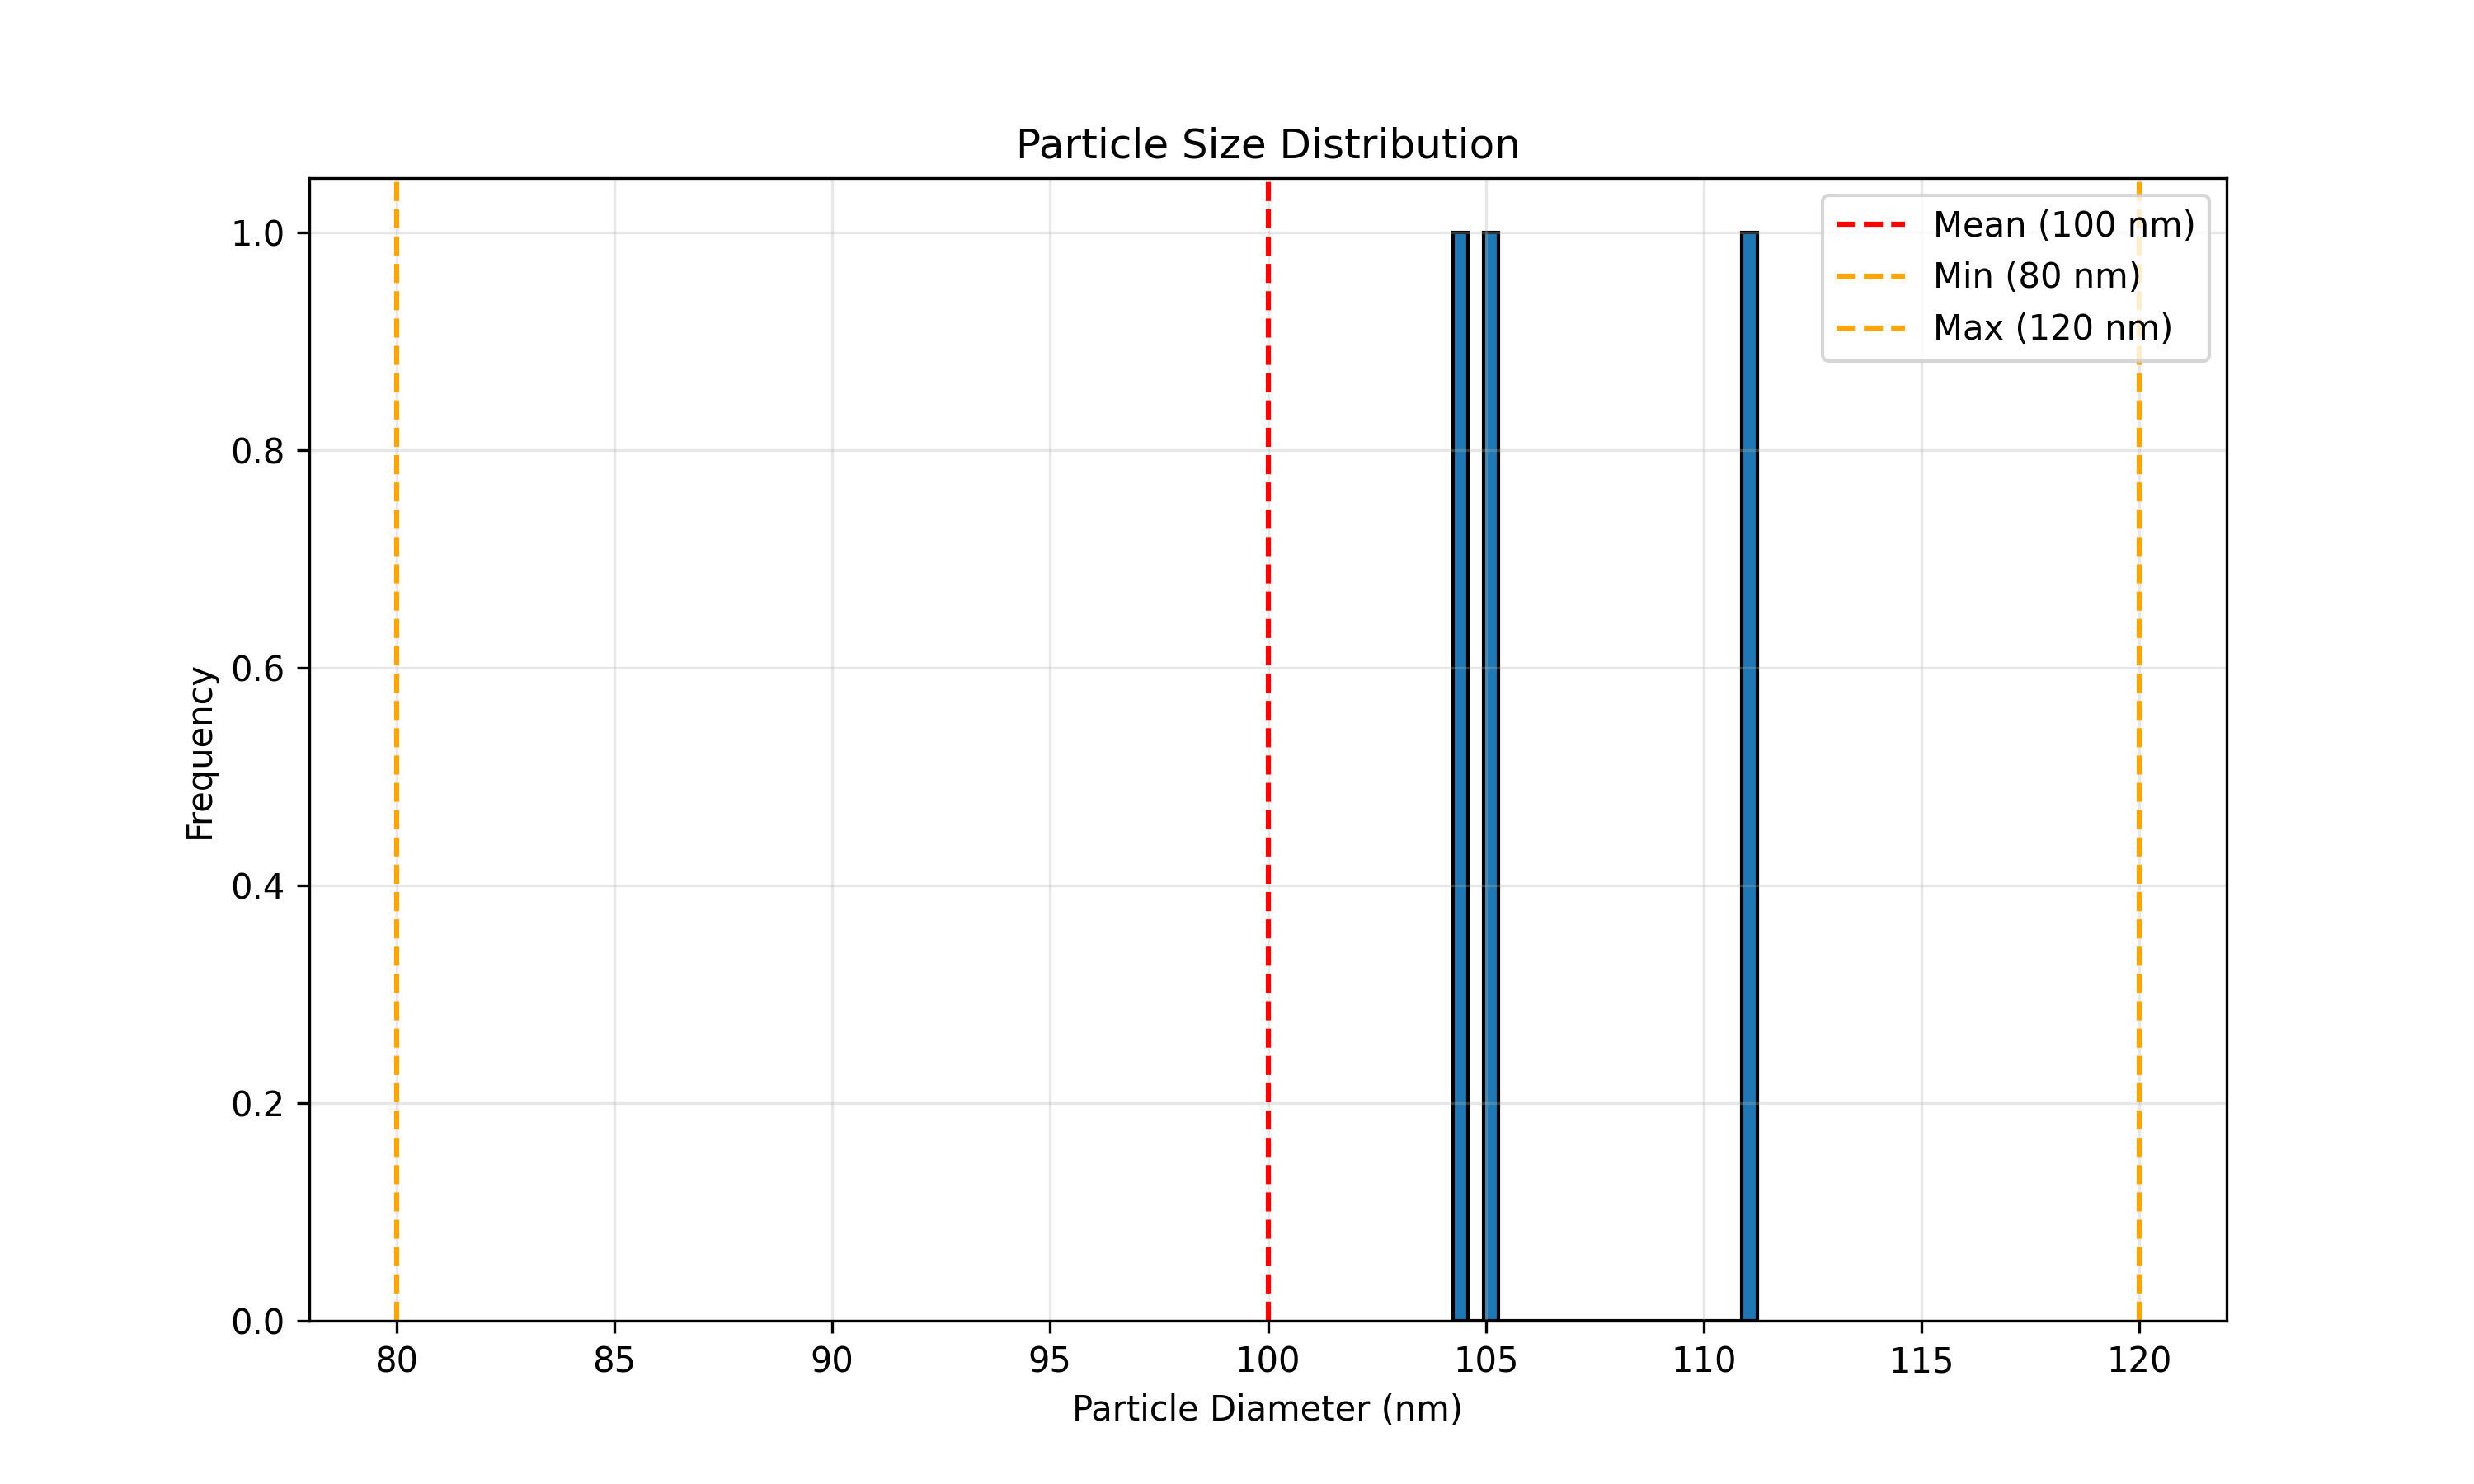 Particle Size Distribution
Mean (100 nm)
Min (80 nm)
Max (120 nm)
1.0
0.8
0.6
0.4
0.2
0.0
Frequency
80 85 90 95 100 105 110 115 120
Particle Diameter (nm)